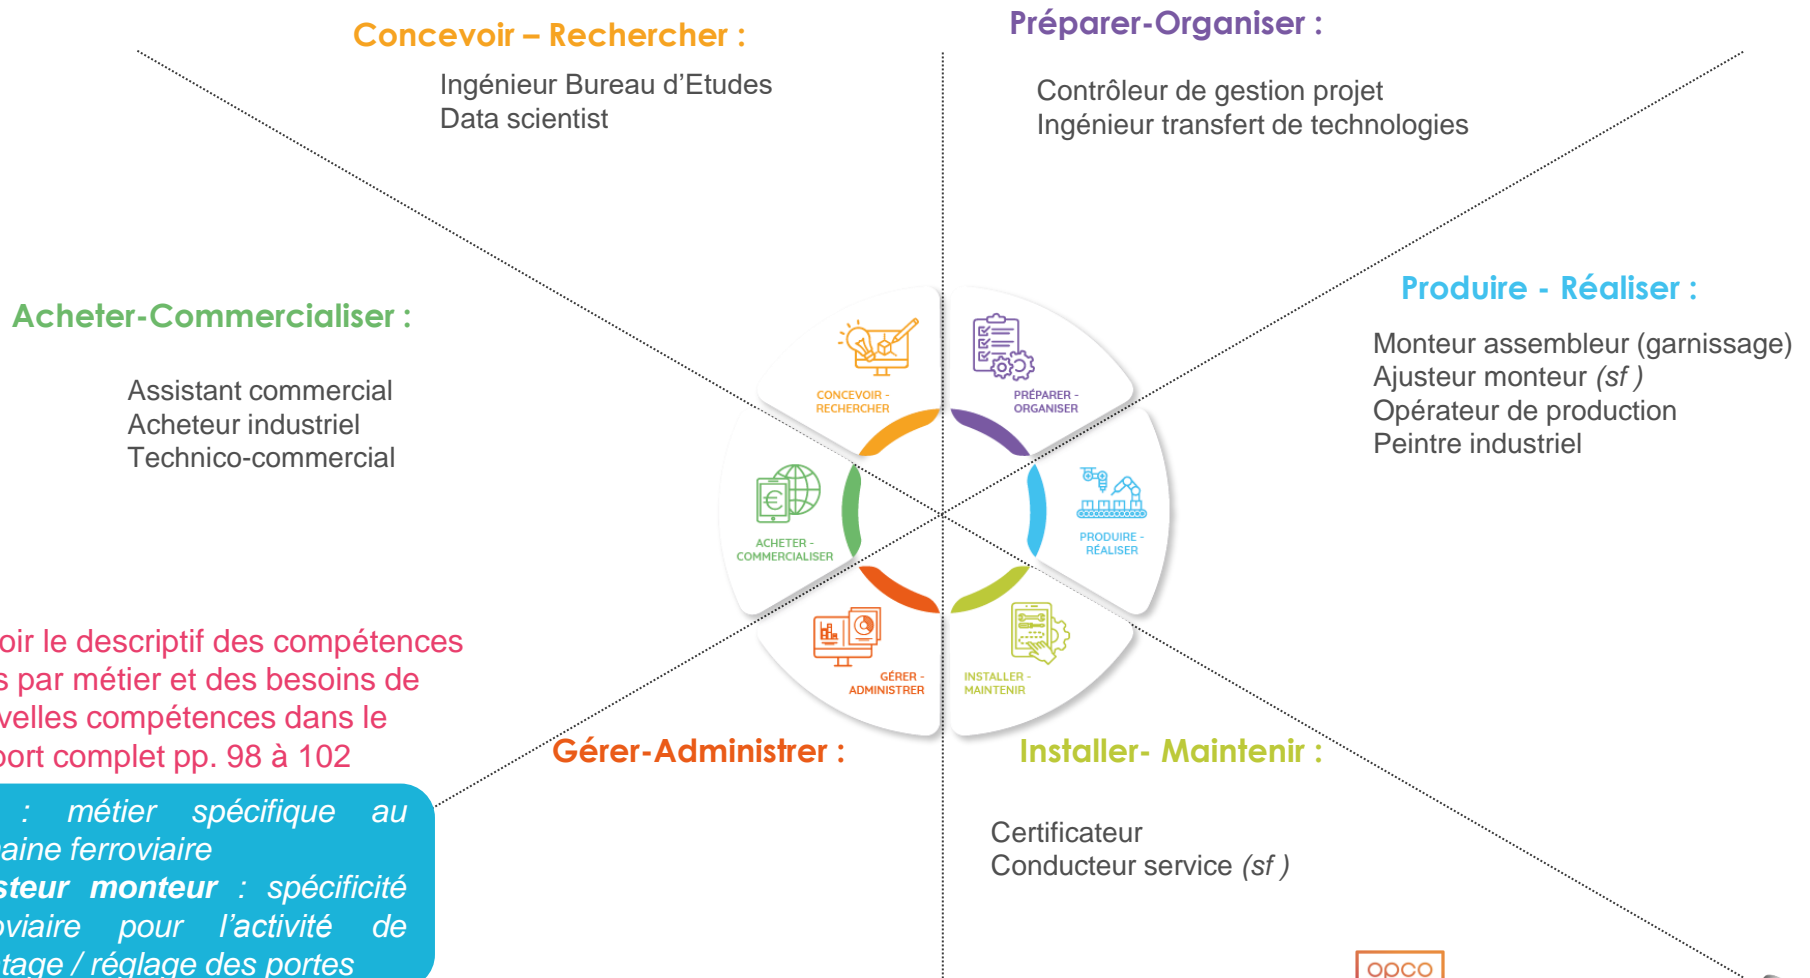 Concevoir – Rechercher :
Ingénieur Bureau d’Etudes
Data scientist
Préparer-Organiser :
Contrôleur de gestion projet
Ingénieur transfert de technologies
Acheter-Commercialiser :
Assistant commercial
Acheteur industriel
Technico-commercial
Produire - Réaliser :
Monteur assembleur (garnissage)
Ajusteur monteur (sf )
Opérateur de production
Peintre industriel
CONCEVOIR -
RECHERCHER
PRÉPARER -
ORGANISER
ACHETER -
COMMERCIALISER
PRODUIRE -
RÉALISER
GÉRER -
ADMINISTRER
INSTALLER -
MAINTENIR
oir le descriptif des compétences
s par métier et des besoins de
velles compétences dans le
port complet pp. 98 à 102
: métier spécifique au
aine ferroviaire
steur monteur : spécificité
oviaire pour l’activité de
tage / réglage des portes
Gérer-Administrer :
Installer- Maintenir :
Certificateur
Conducteur service (sf )
opco